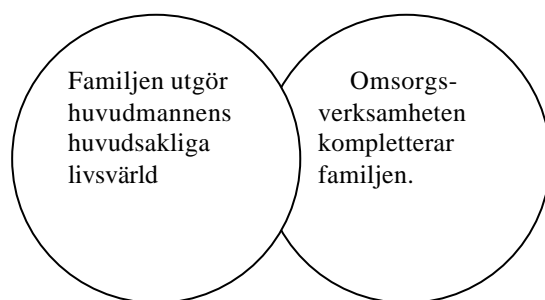 Familjen utgör
huvudmannens
huvudsakliga
livsvärld
Omsorgs-
verksamheten
kompletterar
familjen.